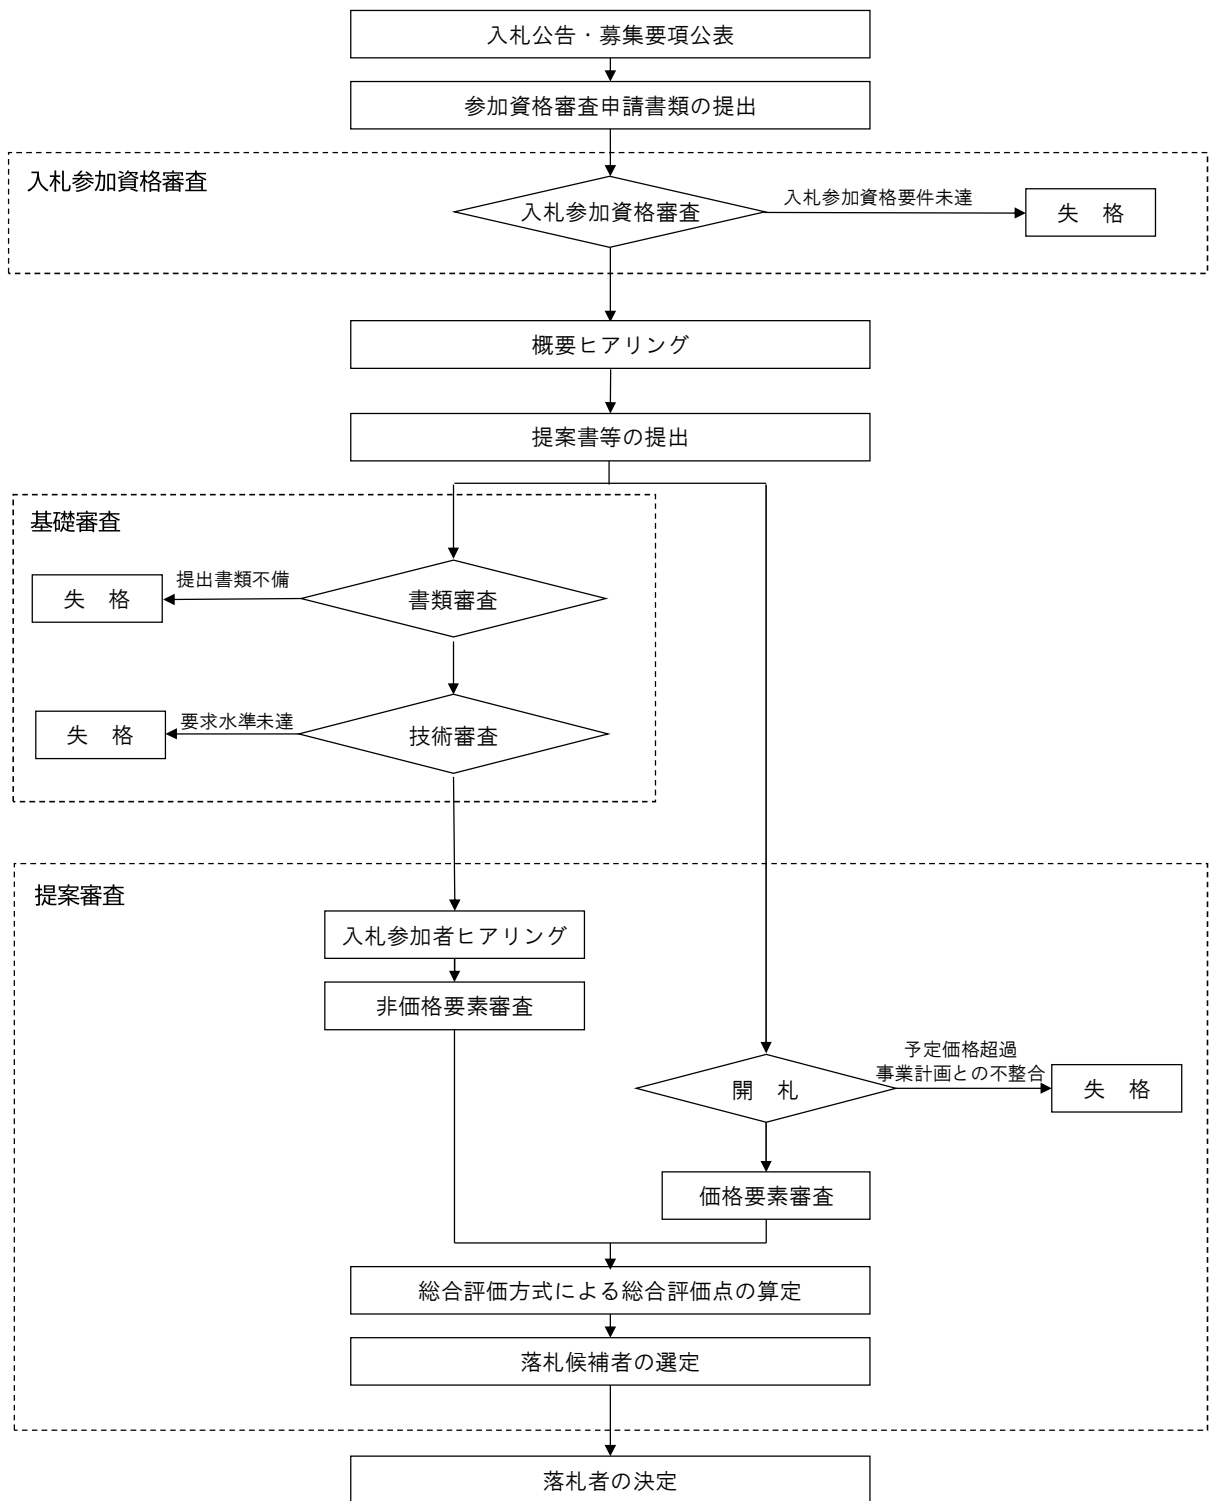 入札公告・募集要項公表
参加資格審査申請書類の提出
入札参加資格審査
入札参加資格審査
入札参加資格要件未達
失　格
概要ヒアリング
提案書等の提出
基礎審査
書類審査
提出書類不備
失　格
技術審査
要求水準未達
失　格
提案審査
入札参加者ヒアリング
非価格要素審査
開　札
予定価格超過
事業計画との不整合
失　格
価格要素審査
総合評価方式による総合評価点の算定
落札候補者の選定
落札者の決定